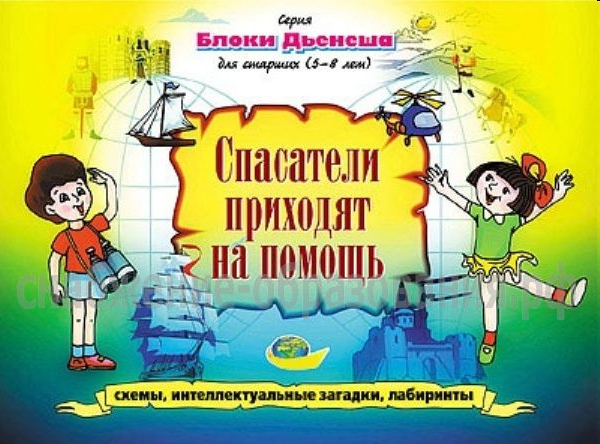 Серия
Блоки Дьенеша
для старших (5–8 лет)
Спасатели
приходят
на помощь
схемы, интеллектуальные загадки, лабиринты